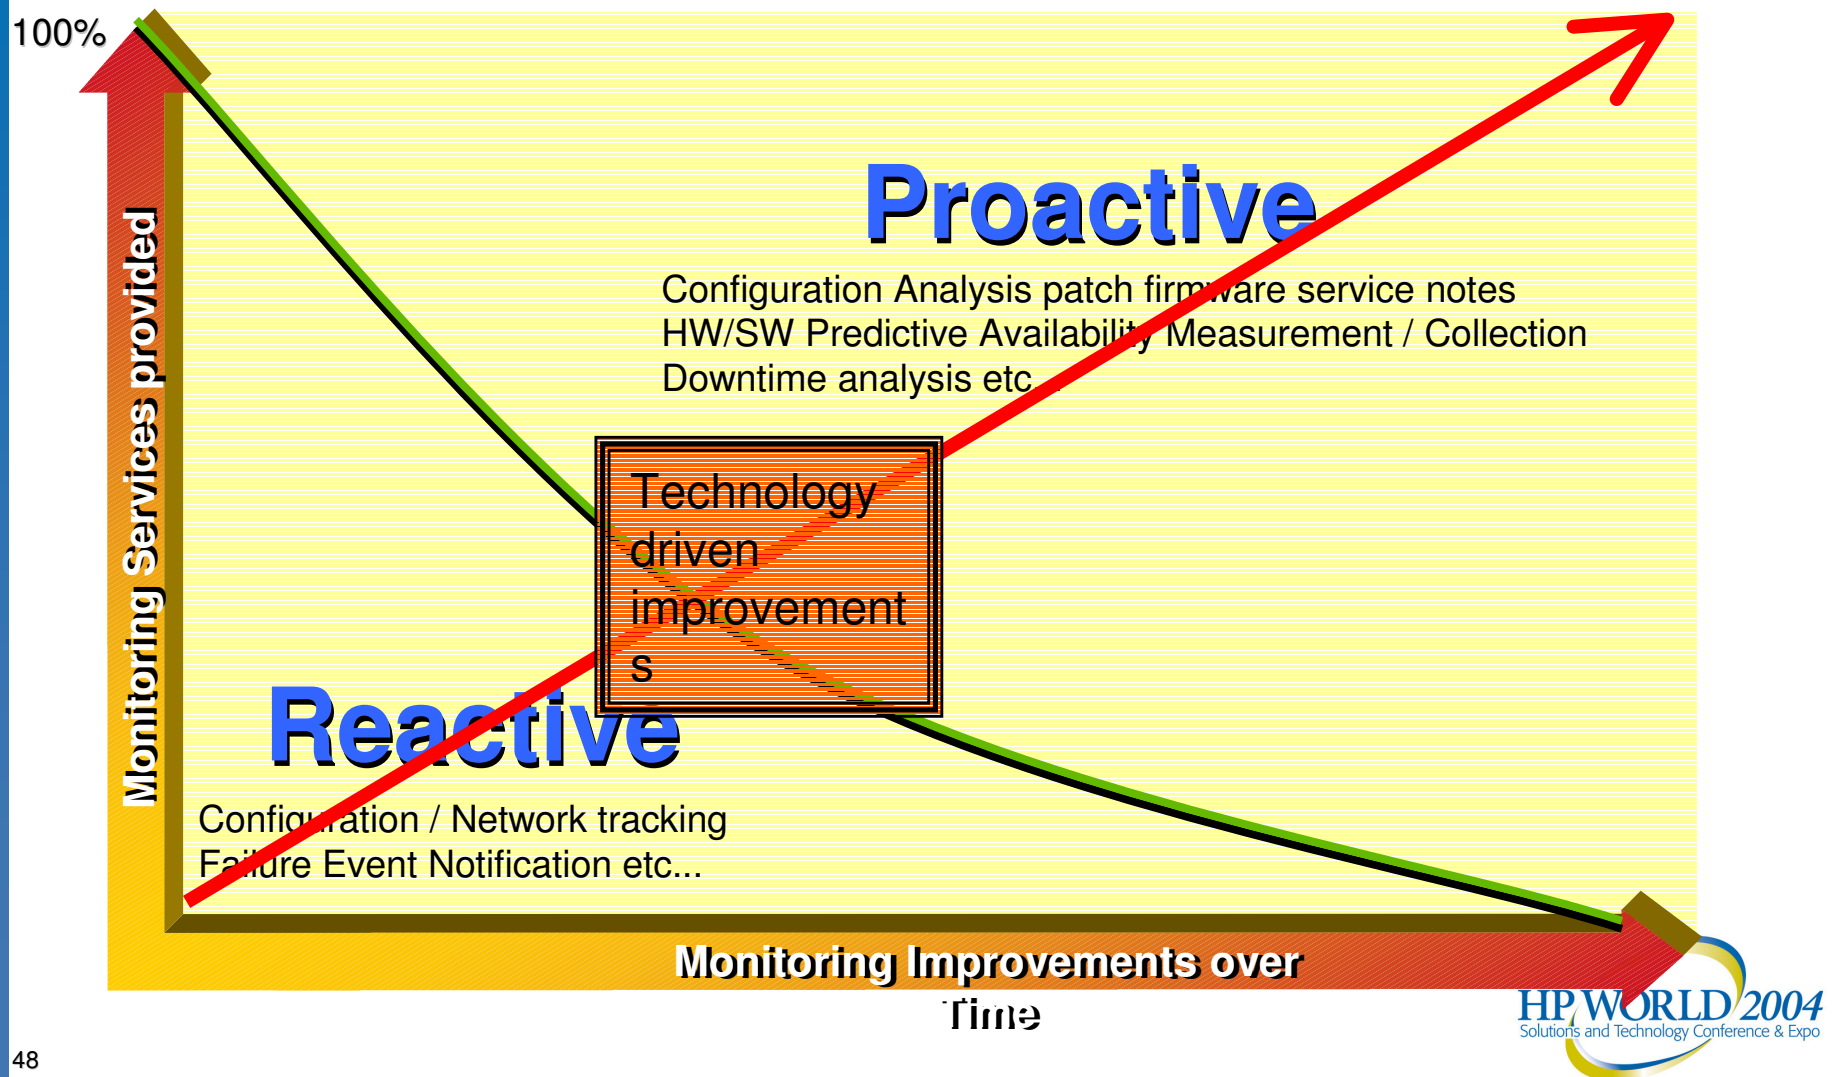 100%
Proactive
Configuration Analysis patch firmware service notes
HW/SW Predictive Availability Measurement / Collection
Downtime analysis etc...
Monitoring Services provided
Technology
driven
improvement
s
Reactive
Configuration / Network tracking
Failure Event Notification etc...
Monitoring Improvements over
Time
HP WORLD 2004
Solutions and Technology Conference & Expo
48